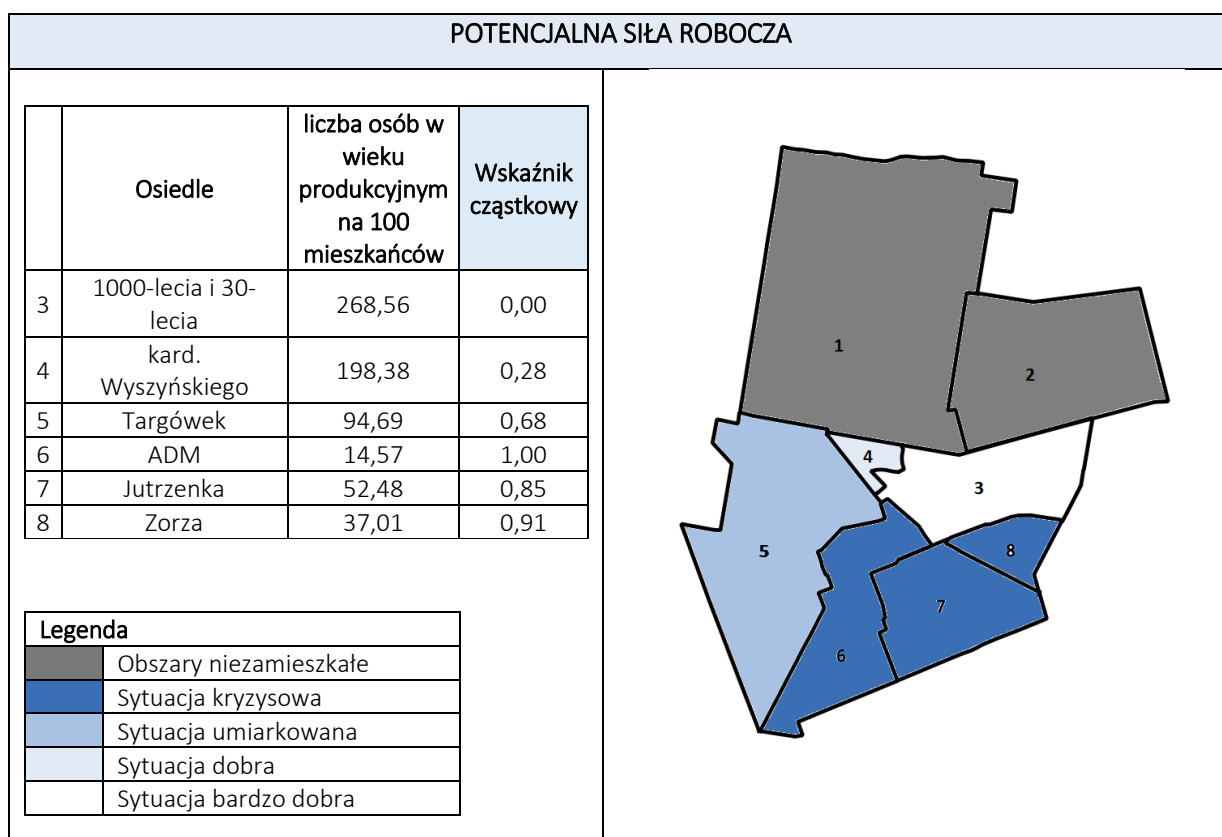 POTENCJALNA SIŁA ROBOCZA
Osiedle
liczba osób w
wieku
produkcyjnym
na 100
mieszkańców
Wskaźnik
cząstkowy
3 1000-lecia i 30-
lecia 268,56 0,00
4 kard.
Wyszyńskiego 198,38 0,28
5 Targówek 94,69 0,68
6 ADM 14,57 1,00
7 Jutrzenka 52,48 0,85
8 Zorza 37,01 0,91
Legenda
Obszary niezamieszkałe
Sytuacja kryzysowa
Sytuacja umiarkowana
Sytuacja dobra
Sytuacja bardzo dobra
1
2
4
3
5
8
7
6